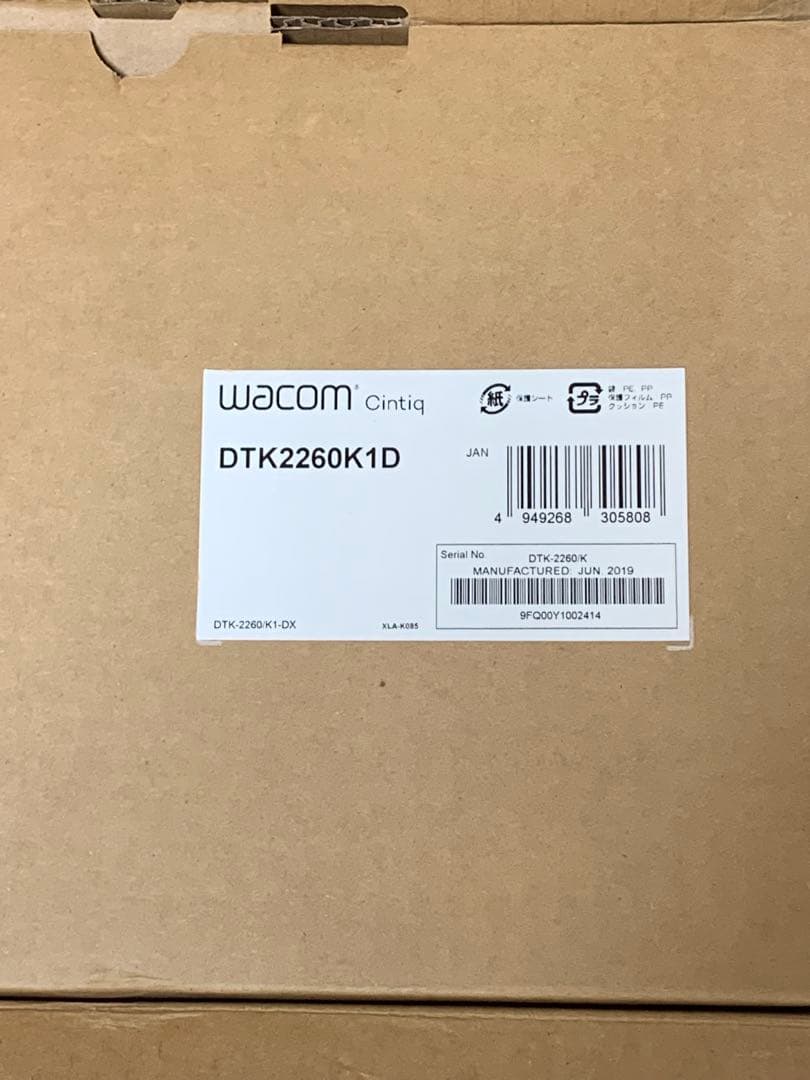 wacom® Cintiq
紙 保護シート
プラ
袋 PE, PP
保護フィルム PP
クッション PE
DTK2260K1D
JAN
4 949268 305808
Serial No.
DTK-2260/K
MANUFACTURED: JUN. 2019
9FQ00Y1002414
DTK-2260/K1-DX
XLA-K085